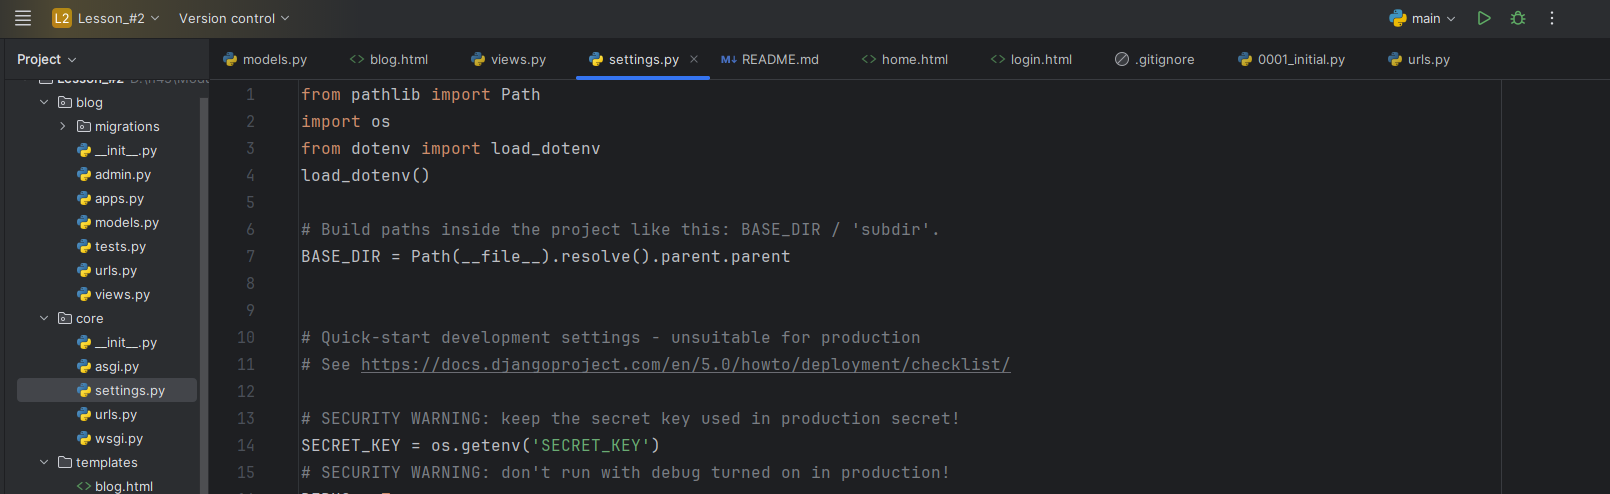 L2 Lesson_#2 Version control main
Project
models.py blog.html views.py settings.py README.md home.html login.html .gitignore 0001_initial.py urls.py
blog
migrations
__init__.py
admin.py
apps.py
models.py
tests.py
urls.py
views.py
core
__init__.py
asgi.py
settings.py
urls.py
wsgi.py
templates
blog.html
1 from pathlib import Path
2 import os
3 from dotenv import load_dotenv
4 load_dotenv()
5
6 # Build paths inside the project like this: BASE_DIR / 'subdir'.
7 BASE_DIR = Path(__file__).resolve().parent.parent
8
9
10 # Quick-start development settings - unsuitable for production
11 # See https://docs.djangoproject.com/en/5.0/howto/deployment/checklist/
12
13 # SECURITY WARNING: keep the secret key used in production secret!
14 SECRET_KEY = os.getenv('SECRET_KEY')
15 # SECURITY WARNING: don't run with debug turned on in production!